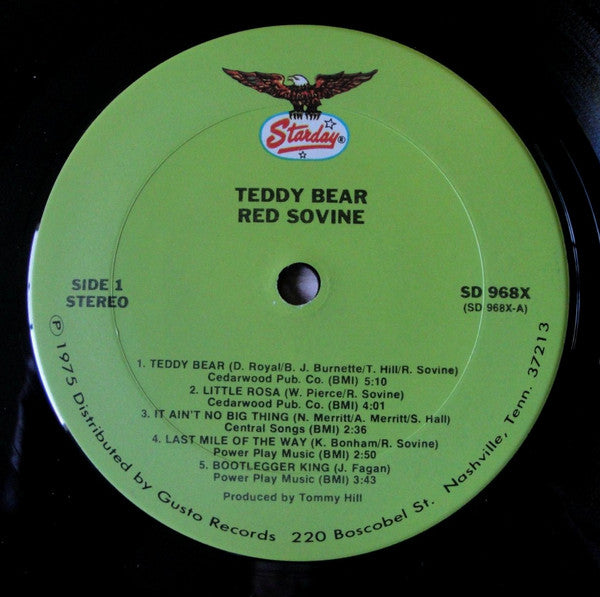 Starday®
TEDDY BEAR
RED SOVINE
SIDE 1
STEREO
SD 968X
(SD 968X-A)
1. TEDDY BEAR (D. Royal/B. J. Burnette/T. Hill/R. Sovine)
Cedarwood Pub. Co. (BMI) 5:10
2. LITTLE ROSA (W. Pierce/R. Sovine)
Cedarwood Pub. Co. (BMI) 4:01
3. IT AIN'T NO BIG THING (N. Merritt/A. Merritt/S. Hall)
Central Songs (BMI) 2:36
4. LAST MILE OF THE WAY (K. Bonham/R. Sovine)
Power Play Music (BMI) 2:50
5. BOOTLEGGER KING (J. Fagan)
Power Play Music (BMI) 3:43
Produced by Tommy Hill
℗ 1975 Distributed by Gusto Records 220 Boscobel St. Nashville, Tenn. 37213